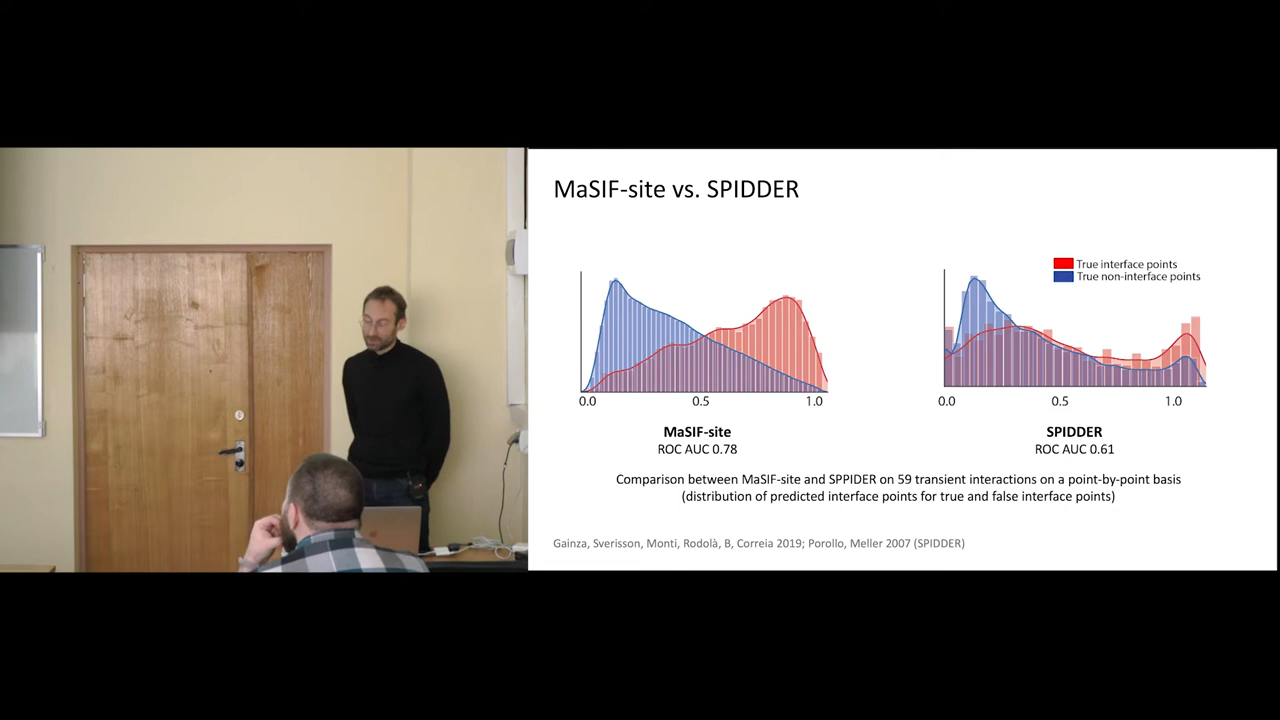 MaSIF-site vs. SPIDDER
True interface points
True non-interface points
0.0 0.5 1.0
0.0 0.5 1.0
MaSIF-site
ROC AUC 0.78
SPIDDER
ROC AUC 0.61
Comparison between MaSIF-site and SPPIDER on 59 transient interactions on a point-by-point basis
(distribution of predicted interface points for true and false interface points)
Gainza, Sverisson, Monti, Rodolà, B, Correia 2019; Porollo, Meller 2007 (SPIDDER)